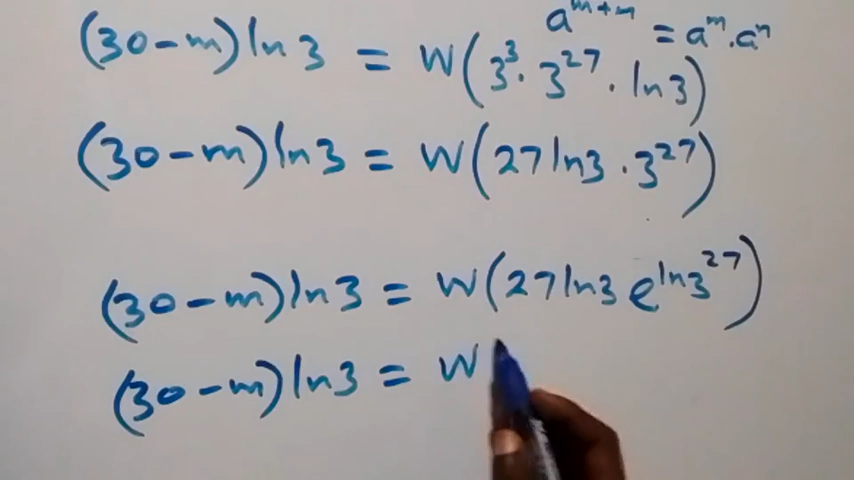 a^{m+m} = a^m . a^n
(30-m) ln 3 = W(3^3 · 3^{27} · ln 3)
(30-m) ln 3 = W(27 ln 3 · 3^{27})
(30-m) ln 3 = W(27 ln 3 e^{ln 3^{27}})
(30-m) ln 3 = W